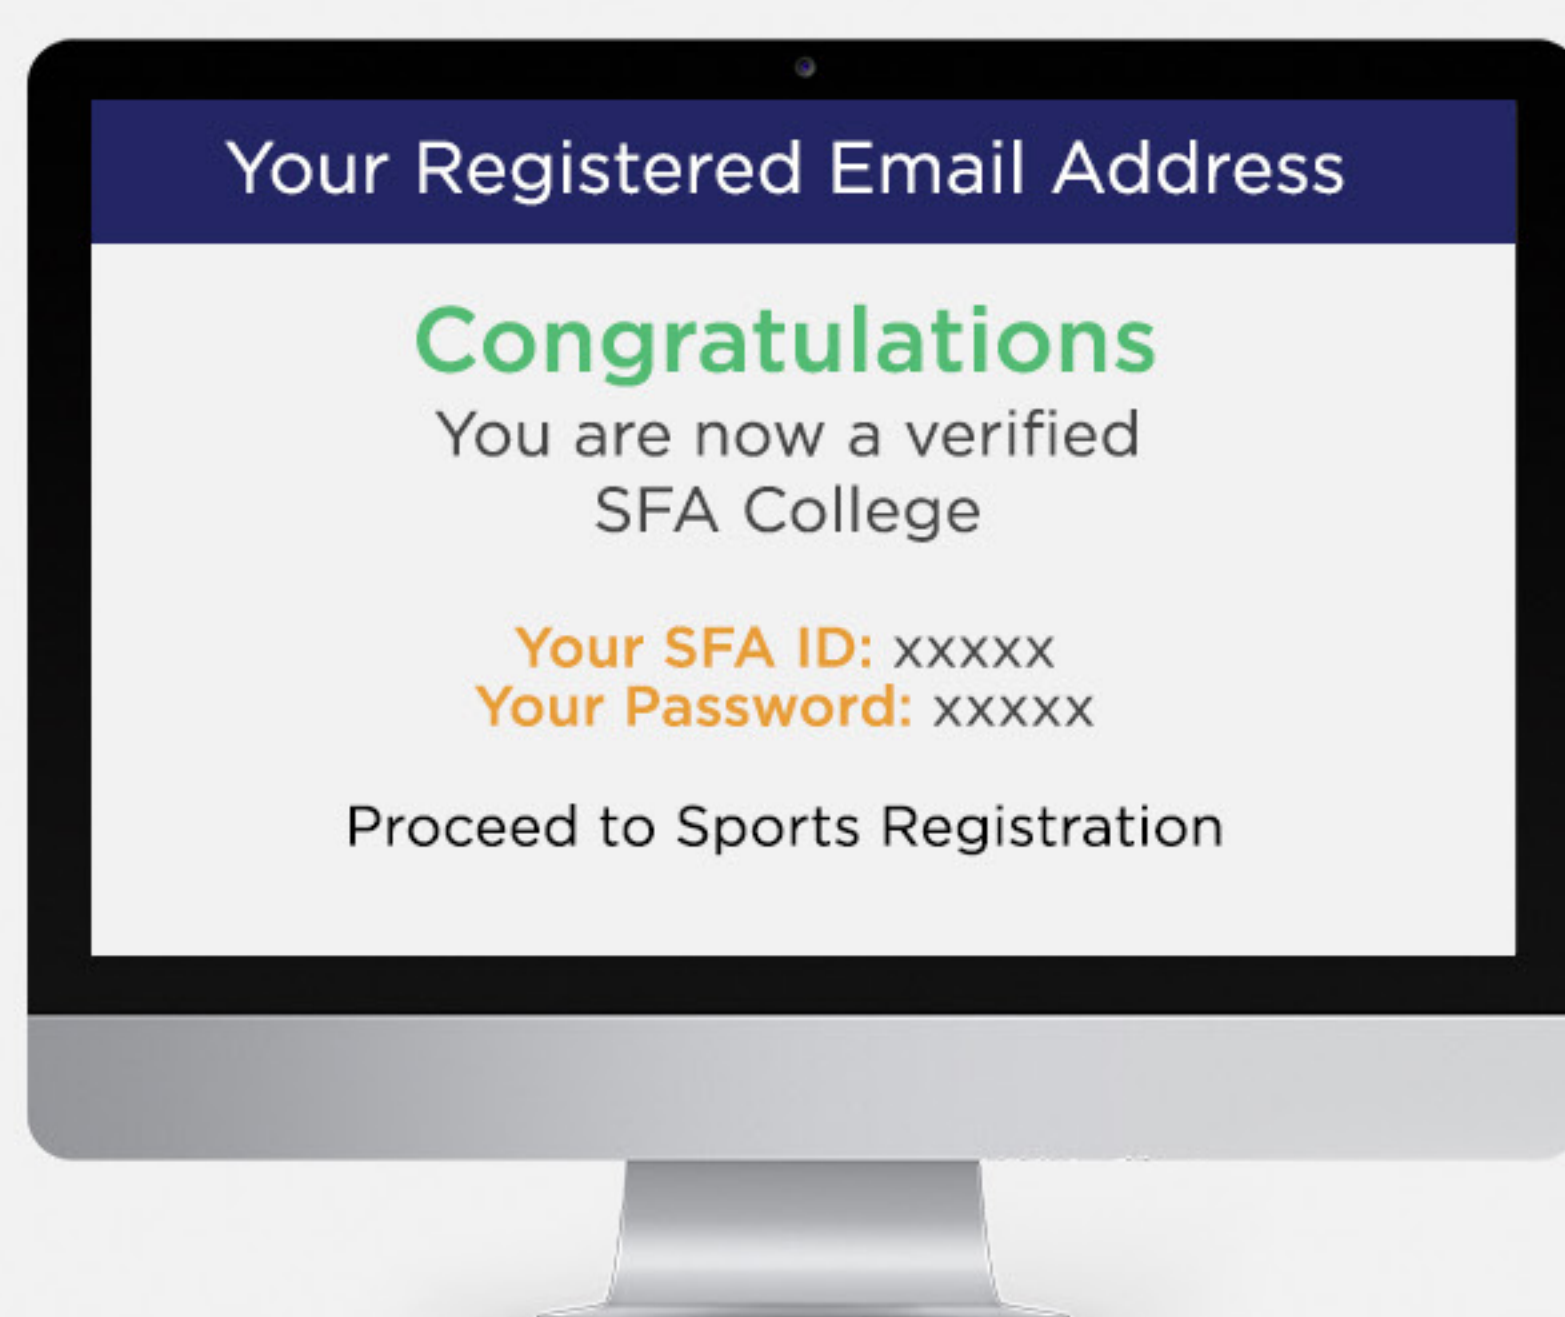 Your Registered Email Address
Congratulations
You are now a verified
SFA College
Your SFA ID: xxxxx
Your Password: xxxxx
Proceed to Sports Registration